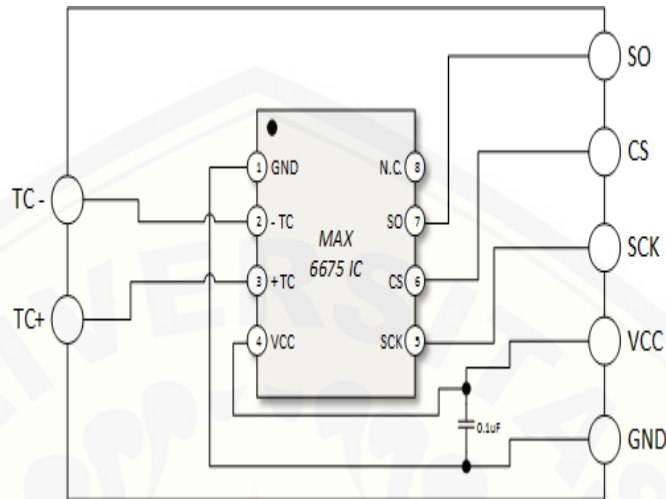 SO
CS
TC -
TC+
SCK
VCC
GND
1 GND
2 - TC
3 +TC
4 VCC
N.C. 8
SO 7
CS 6
SCK 5
MAX
6675 IC
0.1uF
UNIVERSITAS